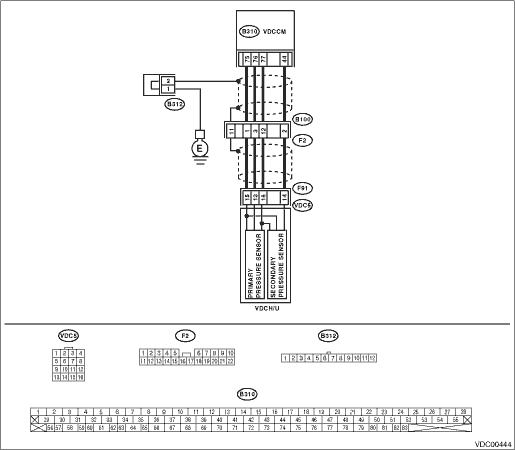 B310 VDCCM
75 76 77 44
2
1
B312
B100
11 1 3 12 2
F2
E
F91
15 13 16 14
VDC5
PRIMARY
PRESSURE SENSOR
SECONDARY
PRESSURE SENSOR
VDCH/U
VDC5 F2 B312
1 2 3 4
5 6 7 8
9 10 11 12
13 14 15 16
1 2 3 4 5 6 7 8 9 10
11 12 13 14 15 16 17 18 19 20 21 22
1 2 3 4 5 6 7 8 9 10 11 12
B310
1 2 3 4 5 6 7 8 9 10 11 12 13 14 15 16 17 18 19 20 21 22 23 24 25 26 27 28
29 30 31 32 33 34 35 36 37 38 39 40 41 42 43 44 45 46 47 48 49 50 51 52 53 54 55
56 57 58 59 60 61 62 63 64 65 66 67 68 69 70 71 72 73 74 75 76 77 78 79 80 81 82 83
VDC00444